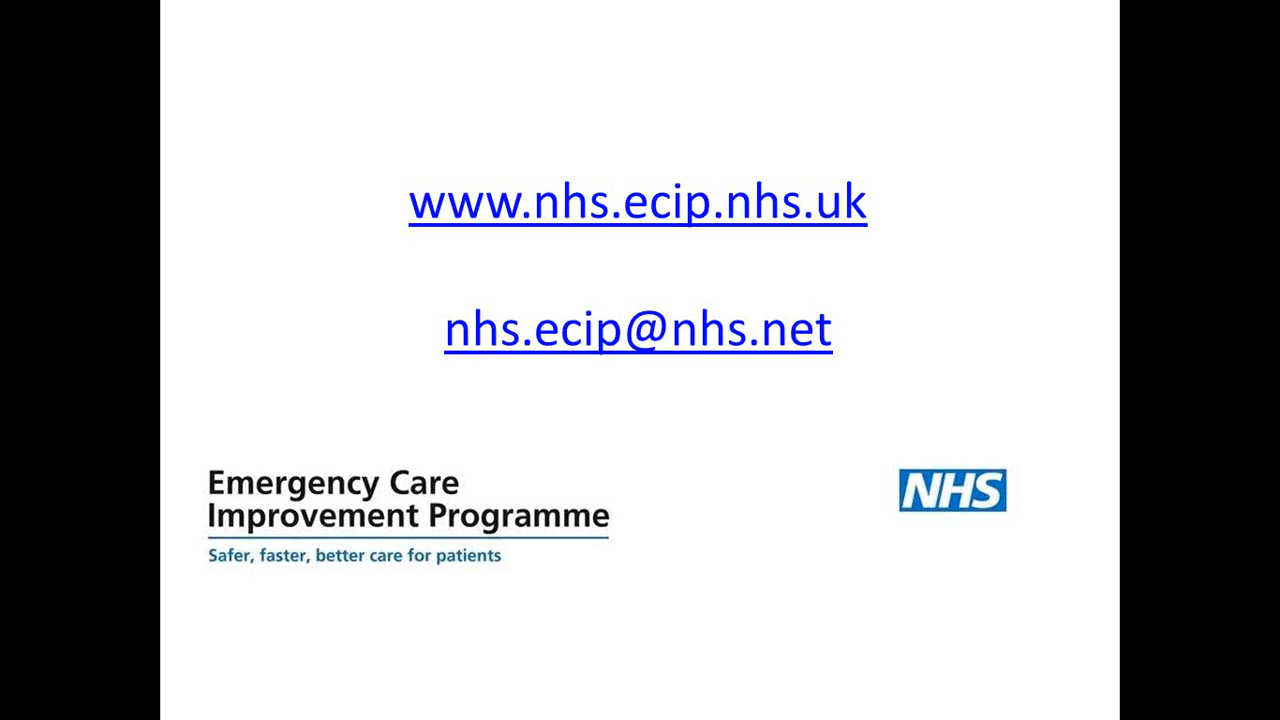 www.nhs.ecip.nhs.uk
nhs.ecip@nhs.net
Emergency Care
Improvement Programme
Safer, faster, better care for patients
NHS